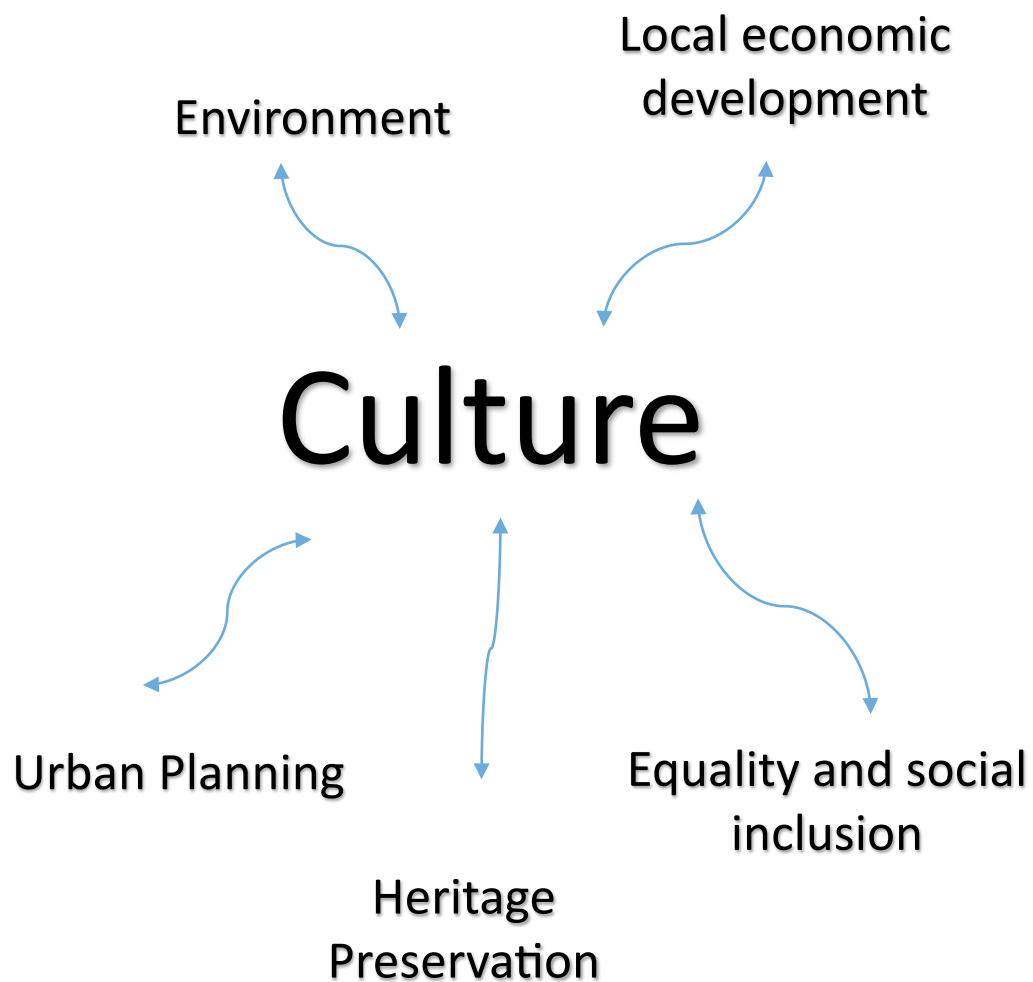 Local economic
development
Environment
Culture
Urban Planning
Equality and social
inclusion
Heritage
Preservation